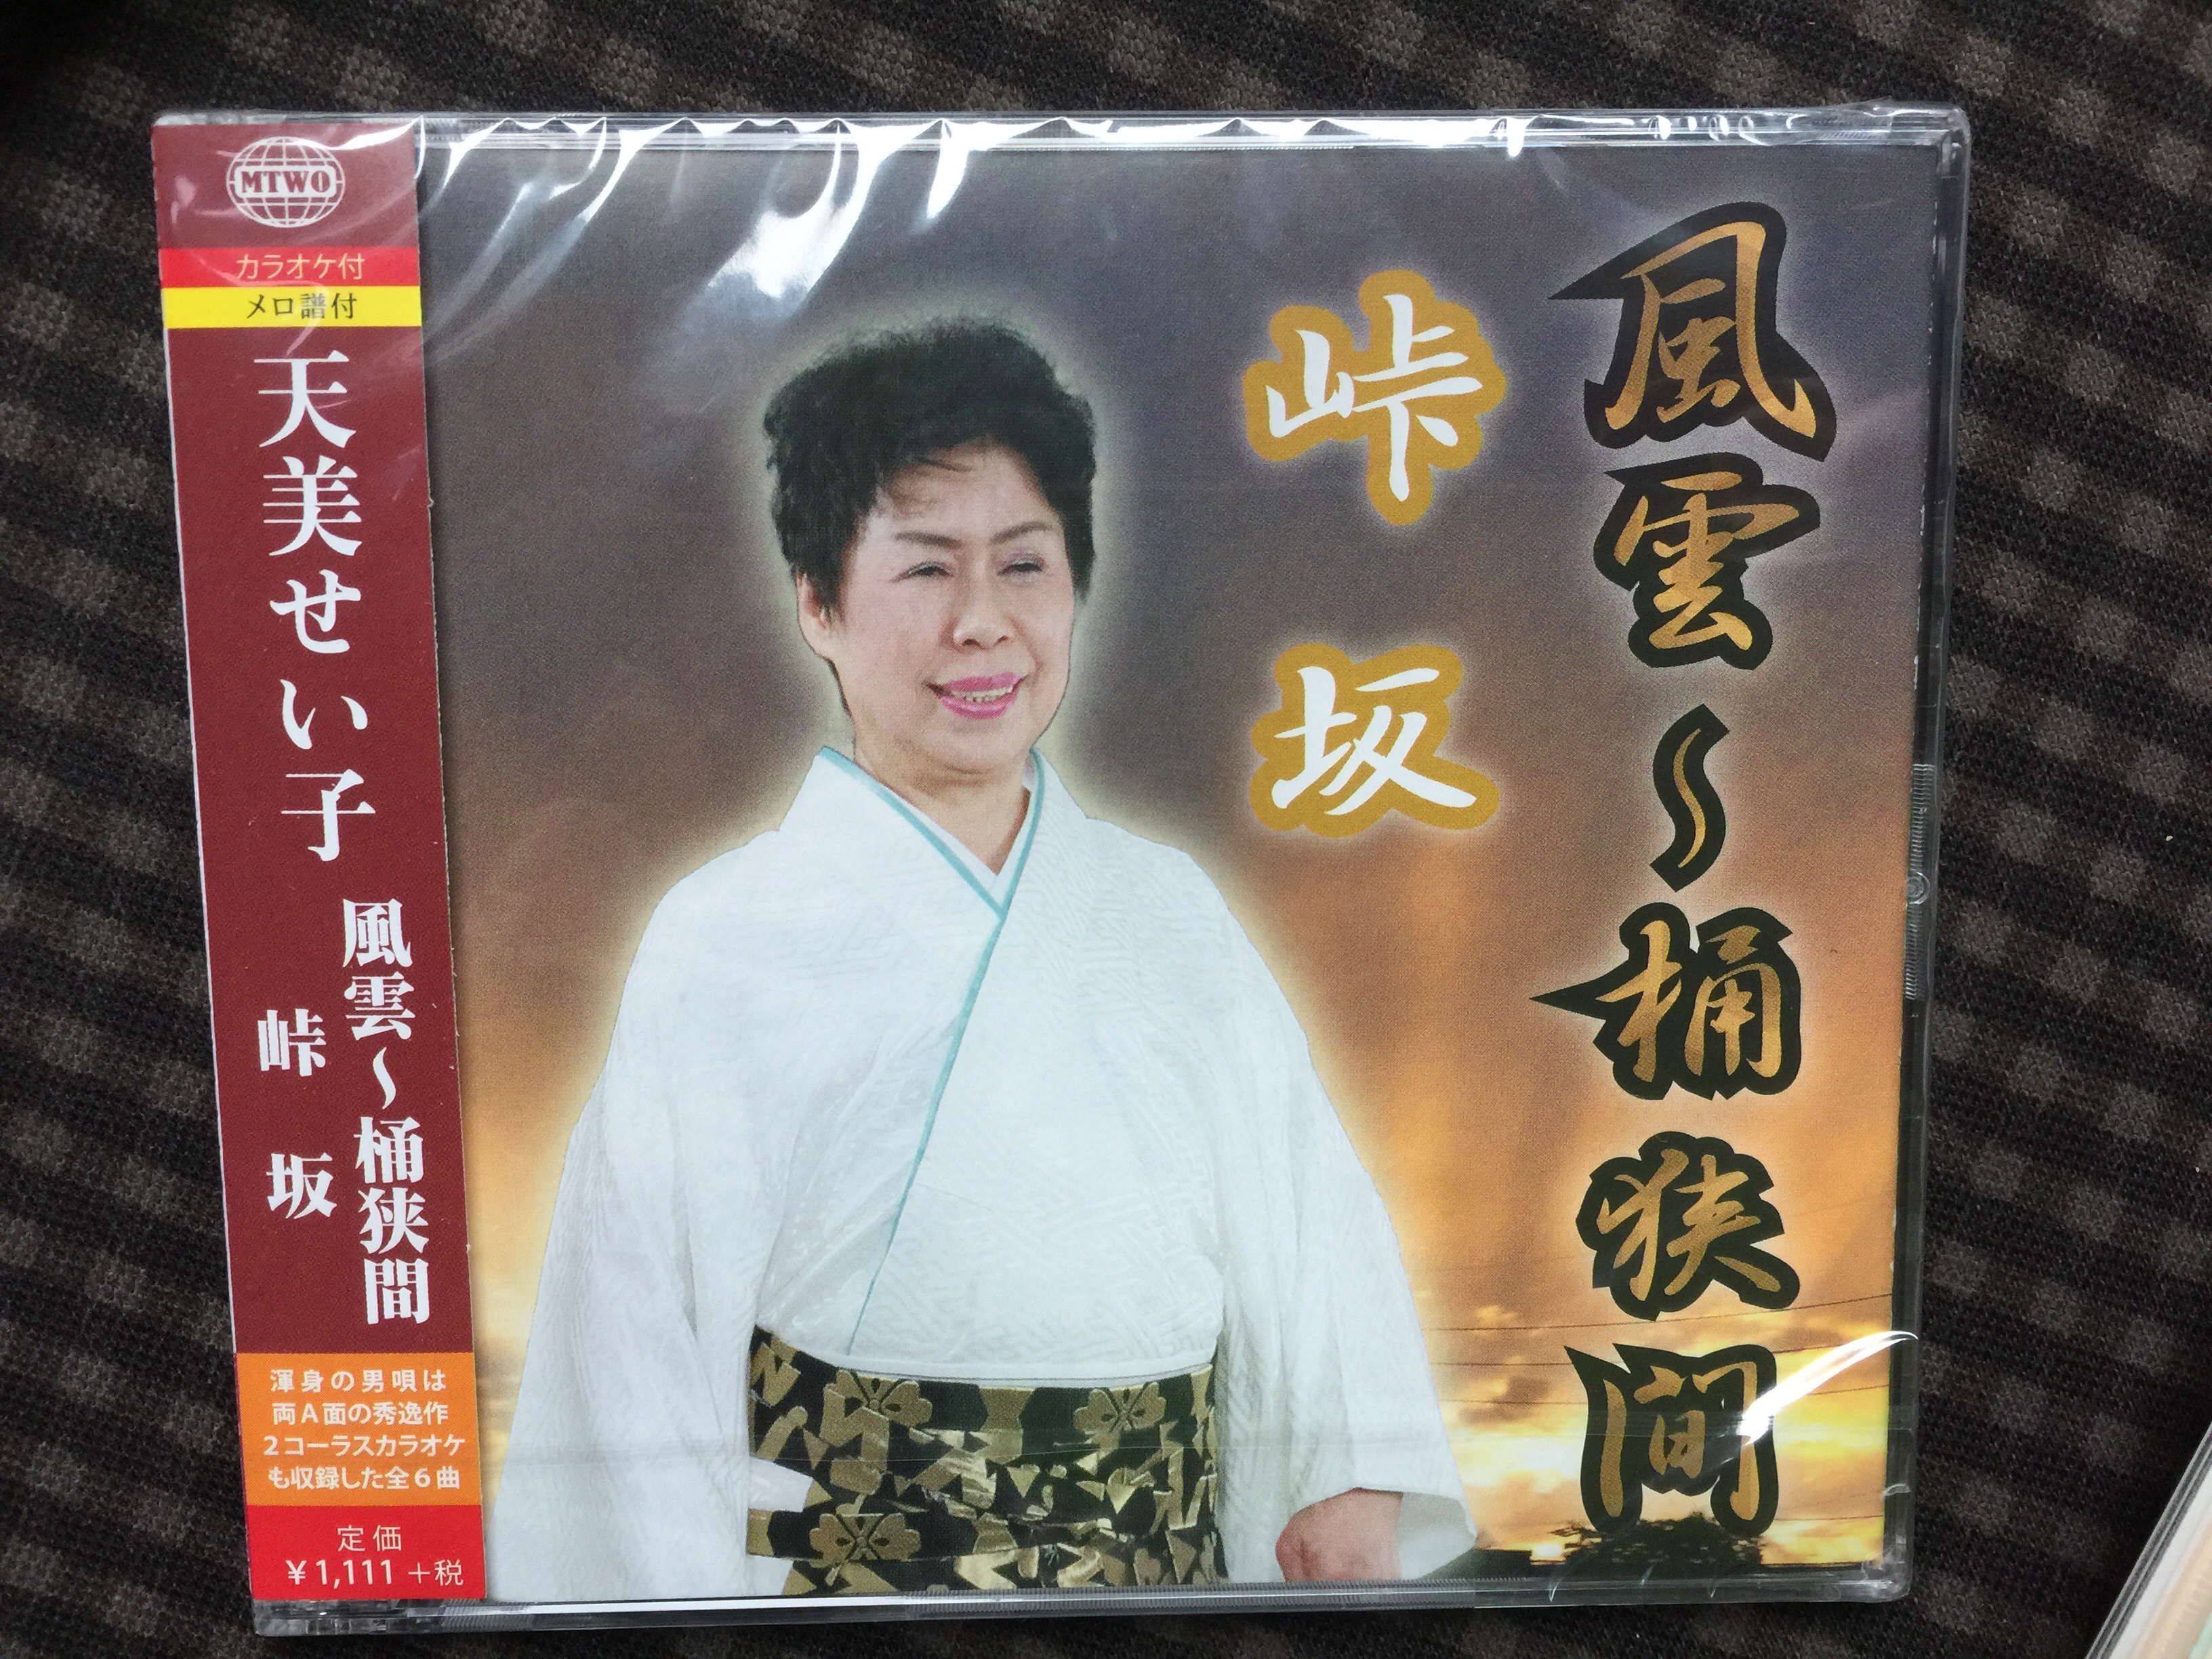 MTWO
カラオケ付
メロ譜付
天美せい子
風雲〜桶狭間
峠坂
渾身の男唄は
両A面の秀逸作
2コーラスカラオケ
も収録した全6曲
定価
¥1,111+税
風雲〜桶狭間
峠坂